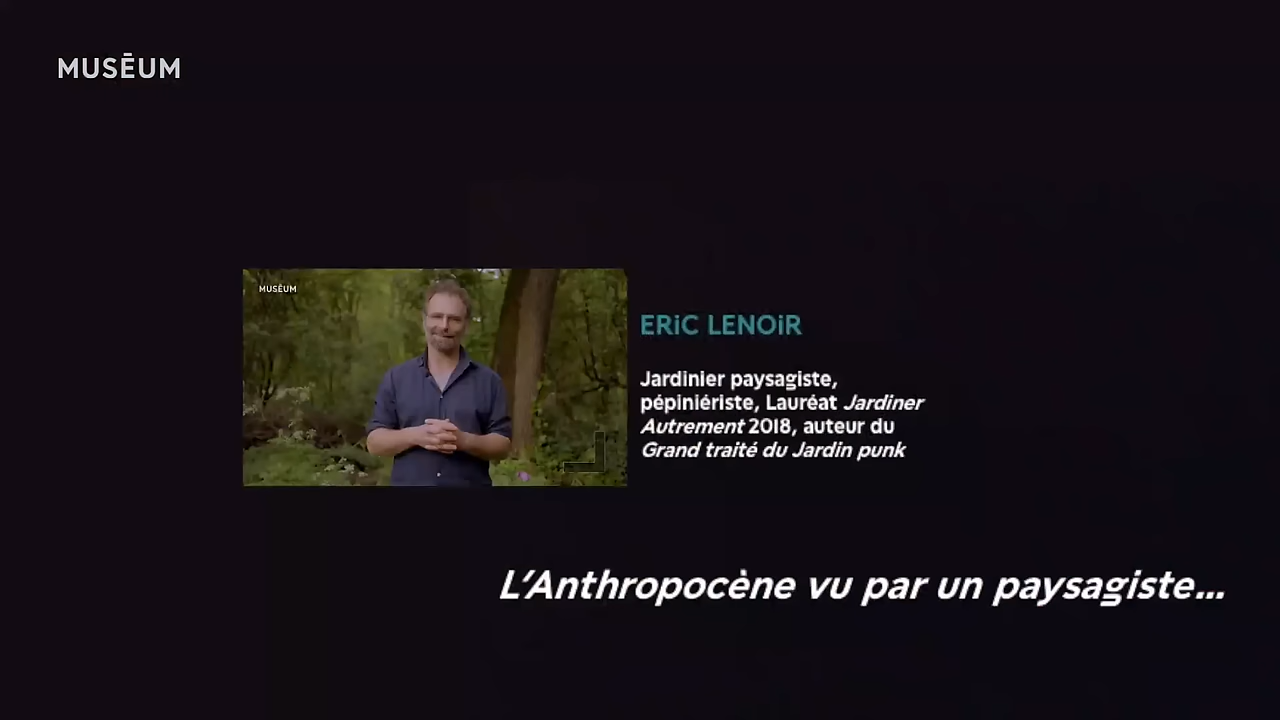 MUSĒUM
MUSĒUM
ERiC LENOiR
Jardinier paysagiste,
pépiniériste, Lauréat Jardiner
Autrement 2018, auteur du
Grand traité du Jardin punk
L'Anthropocène vu par un paysagiste...